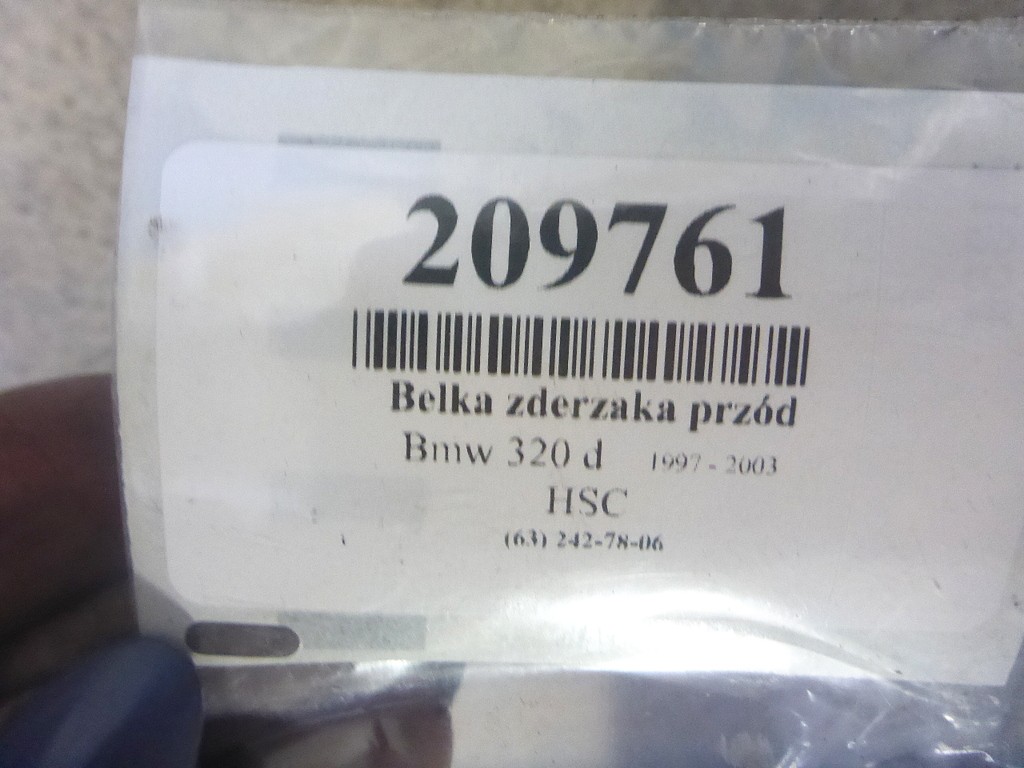 209761
Belka zderzaka przód
Bmw 320 d 1997 - 2003
HSC
(63) 242-78-06